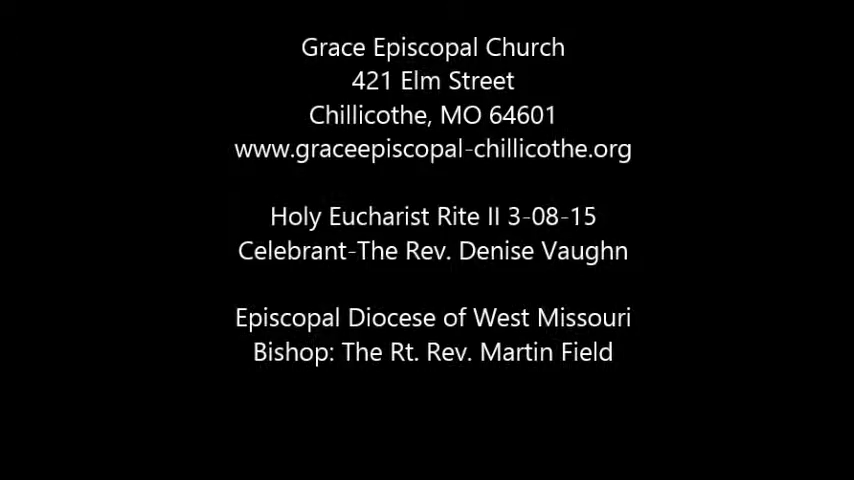 Grace Episcopal Church
421 Elm Street
Chillicothe, MO 64601
www.graceepiscopal-chillicothe.org
Holy Eucharist Rite II 3-08-15
Celebrant-The Rev. Denise Vaughn
Episcopal Diocese of West Missouri
Bishop: The Rt. Rev. Martin Field